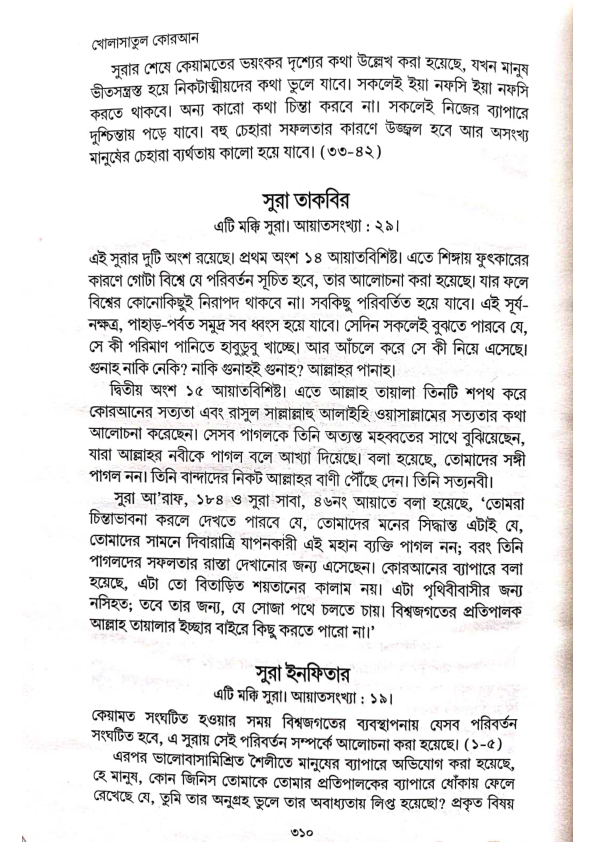 খোলাসাতুল কোরআন
সুরার শেষে কেয়ামতের ভয়ংকর দৃশ্যের কথা উল্লেখ করা হয়েছে, যখন মানুষ
ভীতসন্ত্রস্ত হয়ে নিকটাত্মীয়দের কথা ভুলে যাবে। সকলেই ইয়া নফসি ইয়া নফসি
করতে থাকবে। অন্য কারো কথা চিন্তা করবে না। সকলেই নিজের ব্যাপারে
দুশ্চিন্তায় পড়ে যাবে। বহু চেহারা সফলতার কারণে উজ্জ্বল হবে আর অসংখ্য
মানুষের চেহারা ব্যর্থতায় কালো হয়ে যাবে। (৩৩-৪২)
সুরা তাকবির
এটি মক্কি সুরা। আয়াতসংখ্যা : ২৯।
এই সুরার দুটি অংশ রয়েছে। প্রথম অংশ ১৪ আয়াতবিশিষ্ট। এতে শিঙ্গায় ফুৎকারের
কারণে গোটা বিশ্বে যে পরিবর্তন সূচিত হবে, তার আলোচনা করা হয়েছে। যার ফলে
বিশ্বের কোনোকিছুই নিরাপদ থাকবে না। সবকিছু পরিবর্তিত হয়ে যাবে। এই সূর্য-
নক্ষত্র, পাহাড়-পর্বত সমুদ্র সব ধ্বংস হয়ে যাবে। সেদিন সকলেই বুঝতে পারবে যে,
সে কী পরিমাণ পানিতে হাবুডুবু খাচ্ছে। আর আঁচলে করে সে কী নিয়ে এসেছে।
গুনাহ নাকি নেকি? নাকি গুনাহই গুনাহ? আল্লাহর পানাহ।
দ্বিতীয় অংশ ১৫ আয়াতবিশিষ্ট। এতে আল্লাহ তায়ালা তিনটি শপথ করে
কোরআনের সত্যতা এবং রাসুল সাল্লাল্লাহু আলাইহি ওয়াসাল্লামের সত্যতার কথা
আলোচনা করেছেন। সেসব পাগলকে তিনি অত্যন্ত মহব্বতের সাথে বুঝিয়েছেন,
যারা আল্লাহর নবীকে পাগল বলে আখ্যা দিয়েছে। বলা হয়েছে, তোমাদের সঙ্গী
পাগল নন। তিনি বান্দাদের নিকট আল্লাহর বাণী পৌঁছে দেন। তিনি সত্যনবী।
সুরা আ'রাফ, ১৮৪ ও সুরা সাবা, ৪৬নং আয়াতে বলা হয়েছে, ‘তোমরা
চিন্তাভাবনা করলে দেখতে পারবে যে, তোমাদের মনের সিদ্ধান্ত এটাই যে,
তোমাদের সামনে দিবারাত্রি যাপনকারী এই মহান ব্যক্তি পাগল নন; বরং তিনি
পাগলদের সফলতার রাস্তা দেখানোর জন্য এসেছেন। কোরআনের ব্যাপারে বলা
হয়েছে, এটা তো বিতাড়িত শয়তানের কালাম নয়। এটা পৃথিবীবাসীর জন্য
নসিহত; তবে তার জন্য, যে সোজা পথে চলতে চায়। বিশ্বজগতের প্রতিপালক
আল্লাহ তায়ালার ইচ্ছার বাইরে কিছু করতে পারো না।’
সুরা ইনফিতার
এটি মক্কি সুরা। আয়াতসংখ্যা : ১৯।
কেয়ামত সংঘটিত হওয়ার সময় বিশ্বজগতের ব্যবস্থাপনায় যেসব পরিবর্তন
সংঘটিত হবে, এ সুরায় সেই পরিবর্তন সম্পর্কে আলোচনা করা হয়েছে। (১-৫)
এরপর ভালোবাসামিশ্রিত শৈলীতে মানুষের ব্যাপারে অভিযোগ করা হয়েছে,
হে মানুষ, কোন জিনিস তোমাকে তোমার প্রতিপালকের ব্যাপারে ধোঁকায় ফেলে
রেখেছে যে, তুমি তার অনুগ্রহ ভুলে তার অবাধ্যতায় লিপ্ত হয়েছো? প্রকৃত বিষয়
৩১০